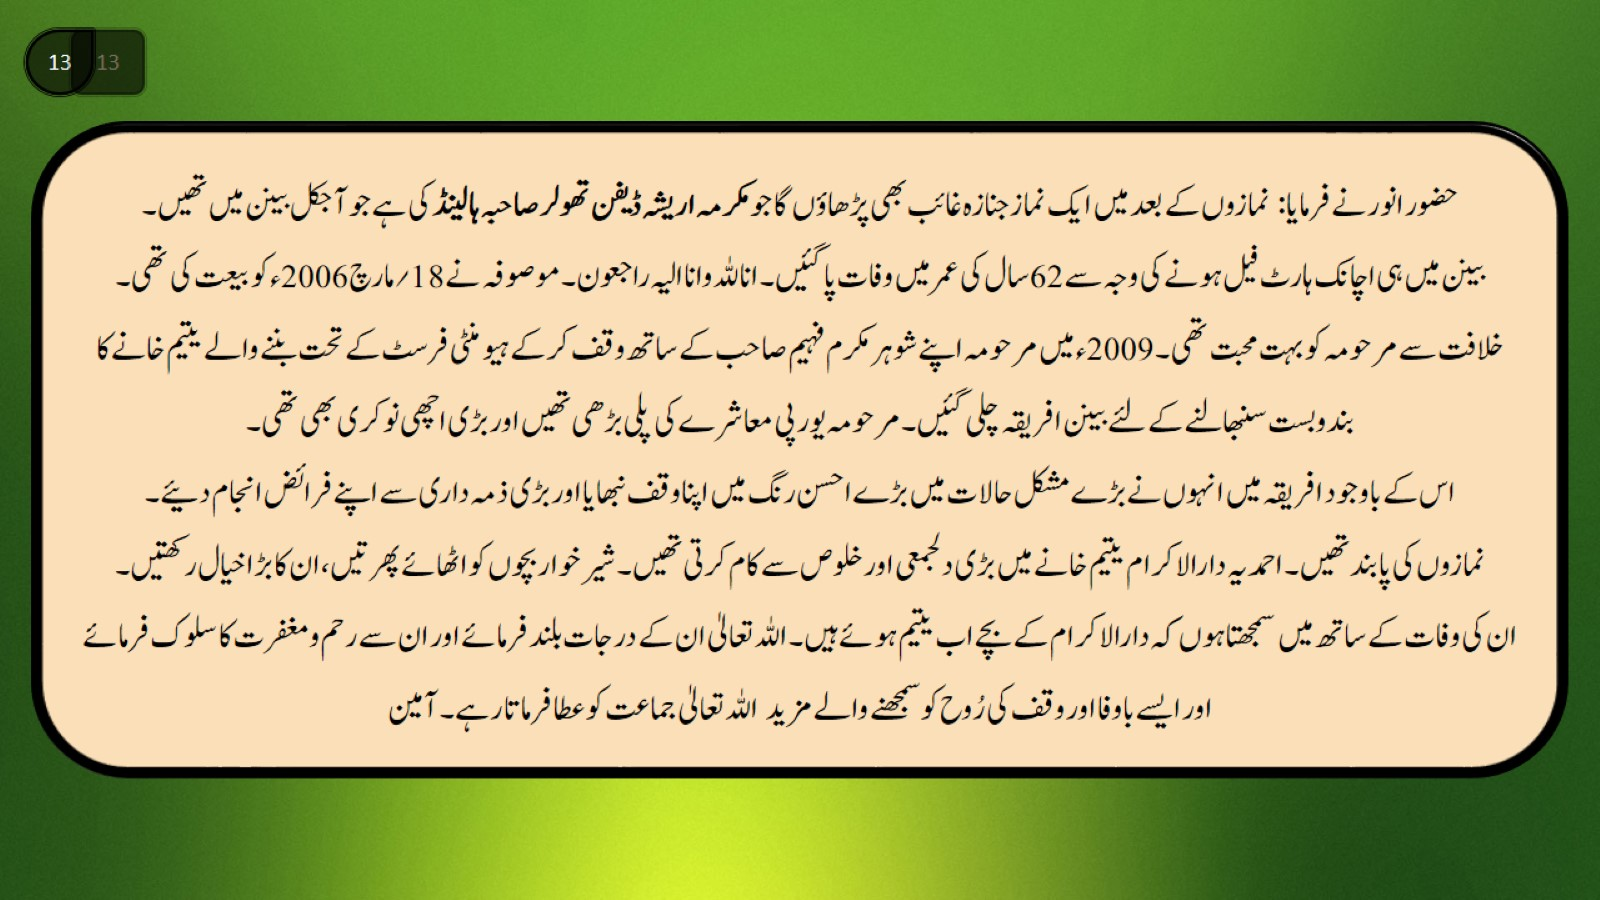 13 13
حضور انور نے فرمایا: نمازوں کے بعد میں ایک نماز جنازہ غائب بھی پڑھاؤں گا جو مکرمہ اریشہ ڈیفن تھولر صاحبہ ہالینڈ کی ہے جو آجکل بینن میں تھیں۔
بینن میں ہی اچانک ہارٹ فیل ہونے کی وجہ سے 62 سال کی عمر میں وفات پا گئیں۔ اناللہ وانا الیہ راجعون۔ موصوفہ نے 18؍مارچ 2006ء کو بیعت کی تھی۔
خلافت سے مرحومہ کو بہت محبت تھی۔ 2009ء میں مرحومہ اپنے شوہر مکرم فہیم صاحب کے ساتھ وقف کر کے ہیومنٹی فرسٹ کے تحت بننے والے یتیم خانے کا
بندوبست سنبھالنے کے لئے بینن افریقہ چلی گئیں۔ مرحومہ یورپی معاشرے کی پلی بڑھی تھیں اور بڑی اچھی نوکری بھی تھی۔
اس کے باوجود افریقہ میں انہوں نے بڑے مشکل حالات میں بڑے احسن رنگ میں اپنا وقف نبھایا اور بڑی ذمہ داری سے اپنے فرائض انجام دیئے۔
نمازوں کی پابند تھیں۔ احمدیہ دارالاکرام یتیم خانے میں بڑی دلجمعی اور خلوص سے کام کرتی تھیں۔ شیر خوار بچوں کو اٹھائے پھرتیں، ان کا بڑا خیال رکھتیں۔
ان کی وفات کے ساتھ میں سمجھتا ہوں کہ دارالاکرام کے بچے اب یتیم ہوئے ہیں۔ اللہ تعالیٰ ان کے درجات بلند فرمائے اور ان سے رحم و مغفرت کا سلوک فرمائے
اور ایسے باوفا اور وقف کی رُوح کو سمجھنے والے مزید اللہ تعالیٰ جماعت کو عطا فرماتا رہے۔ آمین